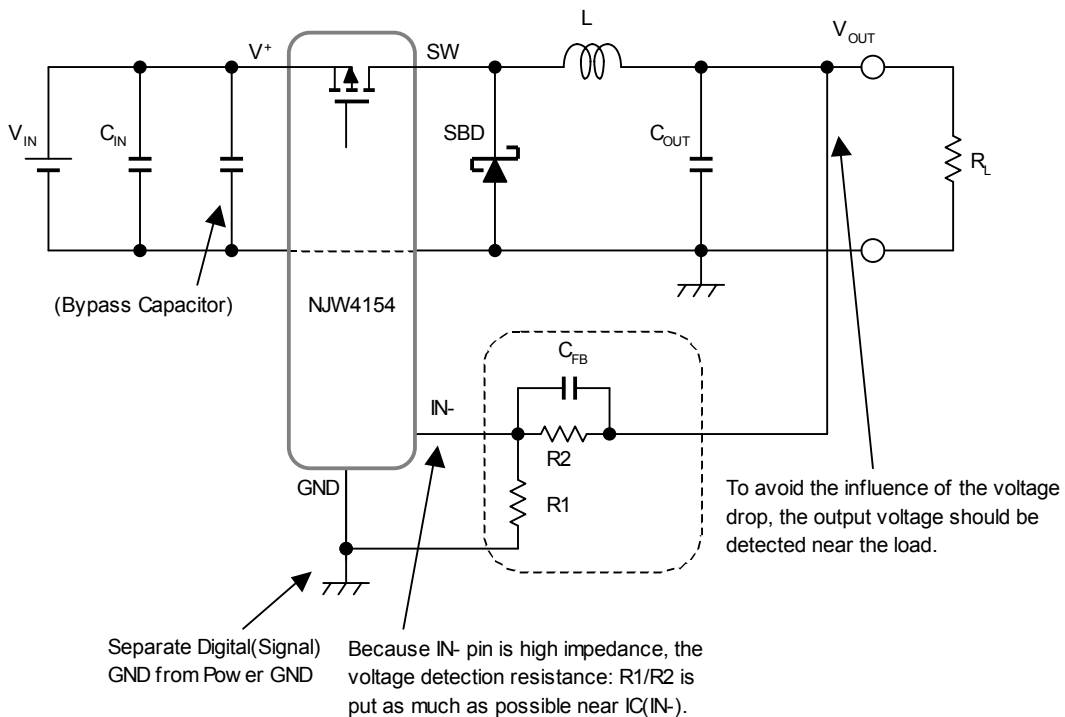 L
V+
SW
VOUT
VIN
CIN
SBD
COUT
RL
(Bypass Capacitor)
NJW4154
CFB
IN-
R2
GND
R1
To avoid the influence of the voltage
drop, the output voltage should be
detected near the load.
Separate Digital(Signal)
GND from Power GND
Because IN- pin is high impedance, the
voltage detection resistance: R1/R2 is
put as much as possible near IC(IN-).